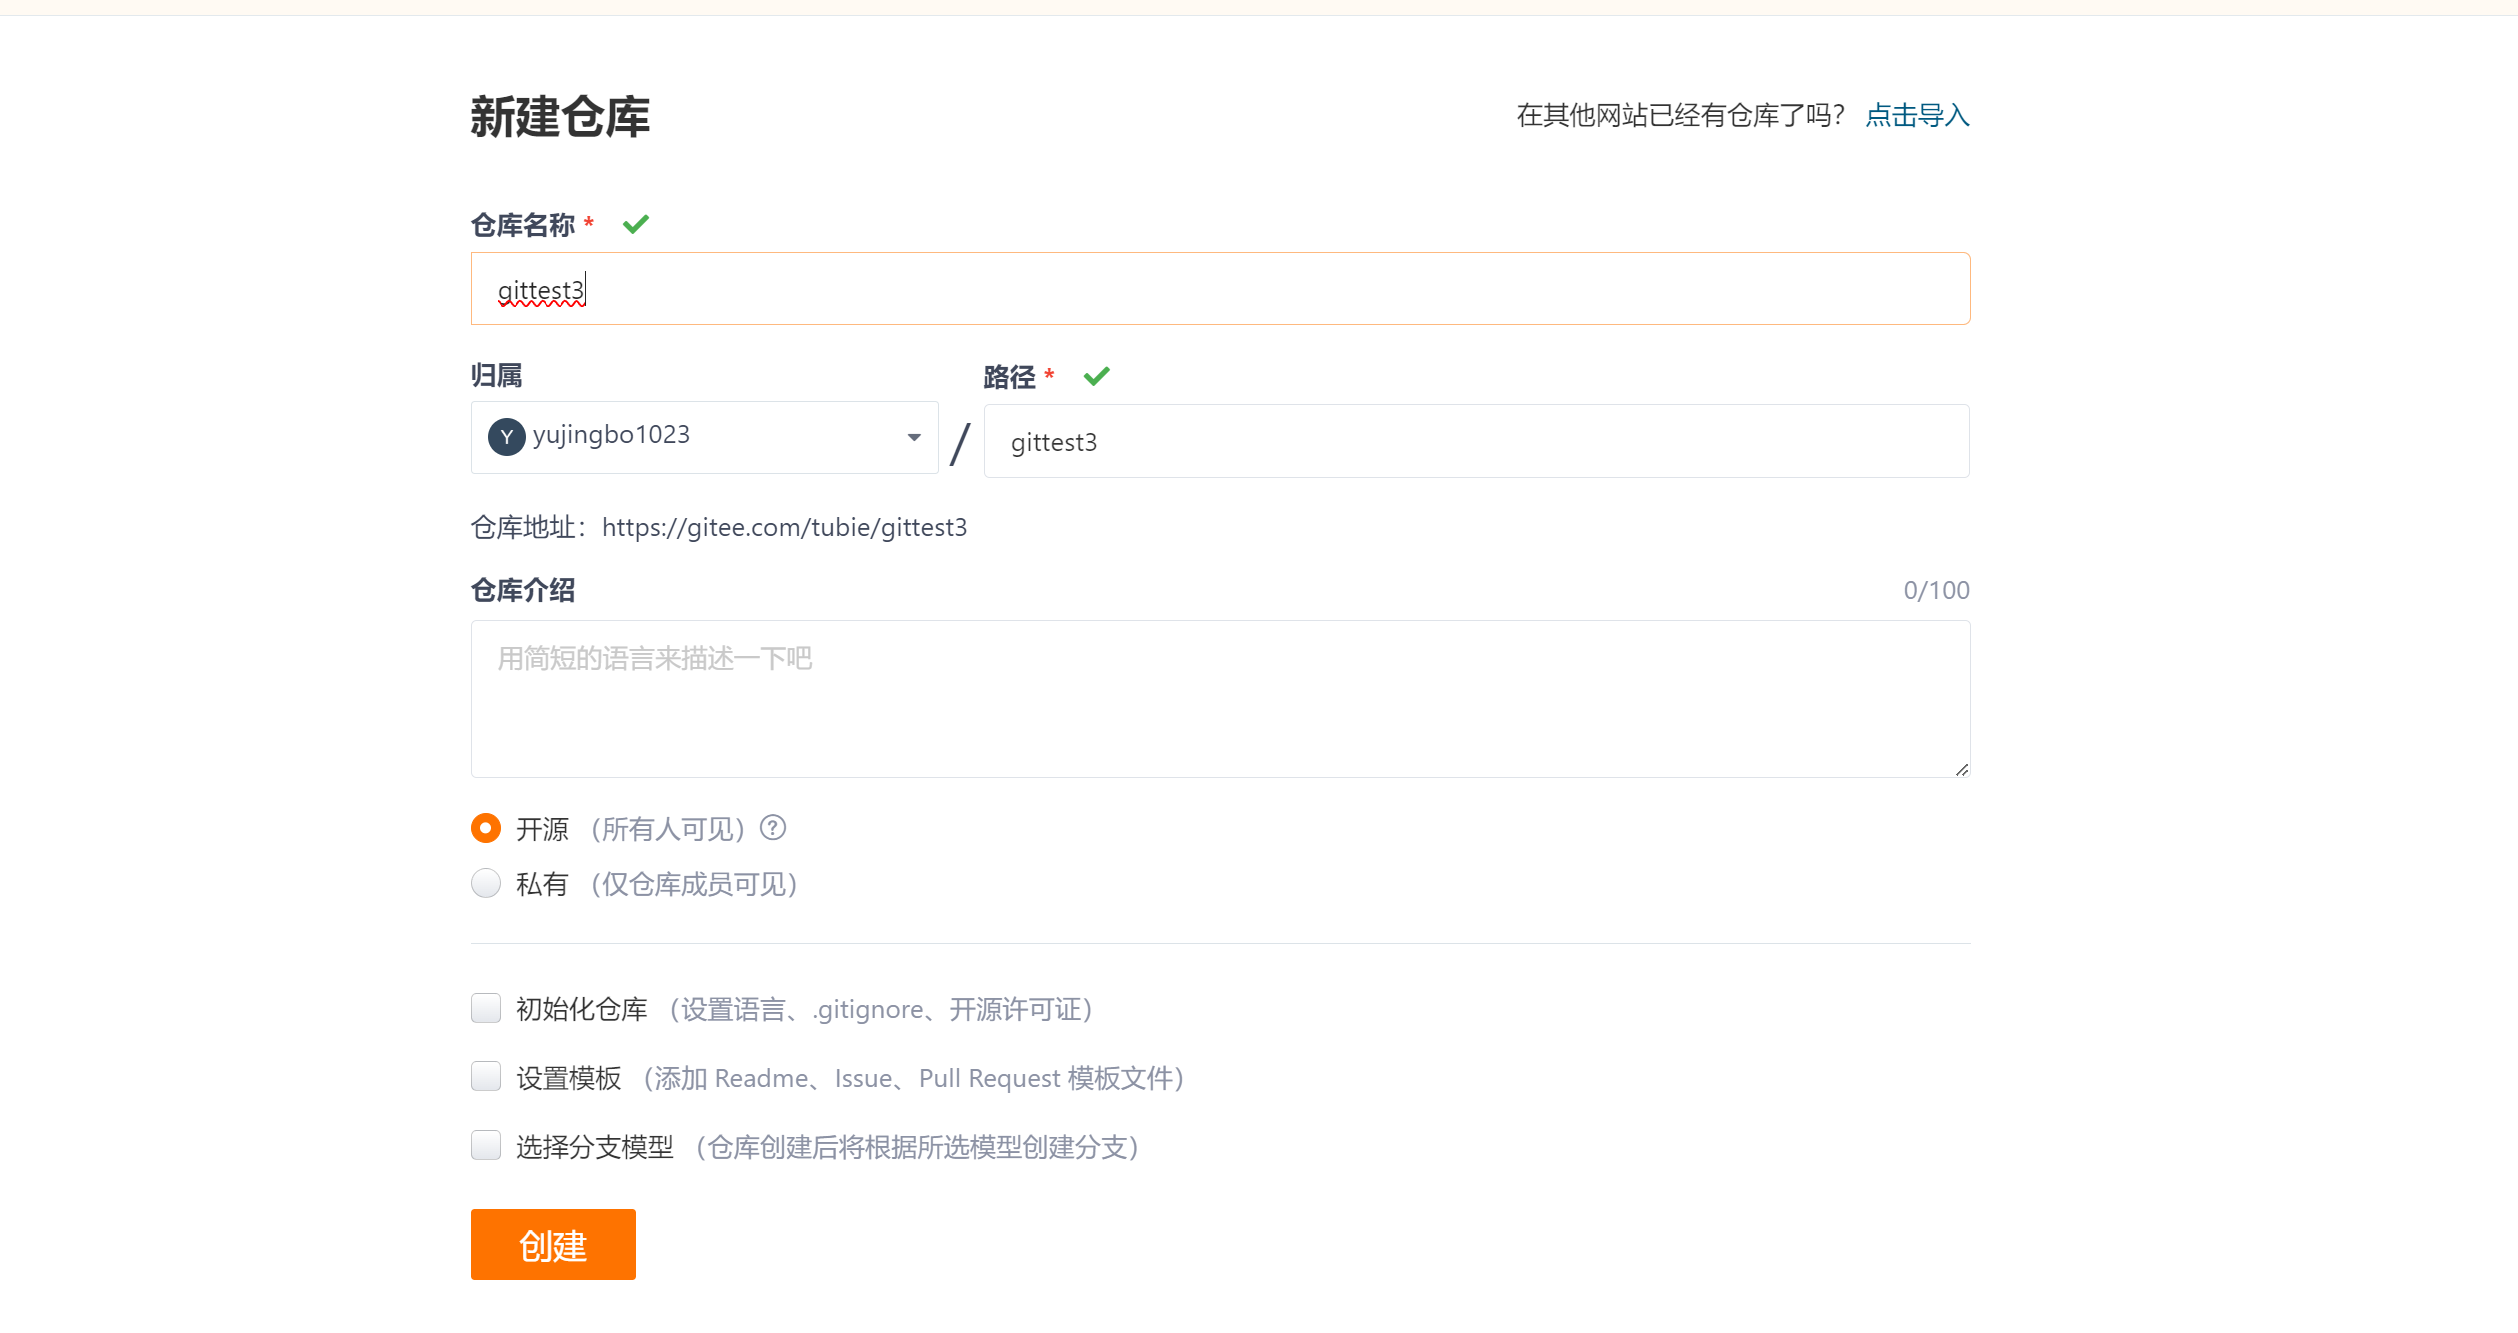 新建仓库
在其他网站已经有仓库了吗? 点击导入
仓库名称 *
gittest3
归属
路径 *
Y yujingbo1023 / gittest3
仓库地址：https://gitee.com/tubie/gittest3
仓库介绍
0/100
用简短的语言来描述一下吧
开源 （所有人可见） ?
私有 （仅仓库成员可见）
初始化仓库 （设置语言、.gitignore、开源许可证）
设置模板 （添加 Readme、Issue、Pull Request 模板文件）
选择分支模型 （仓库创建后将根据所选模型创建分支）
创建